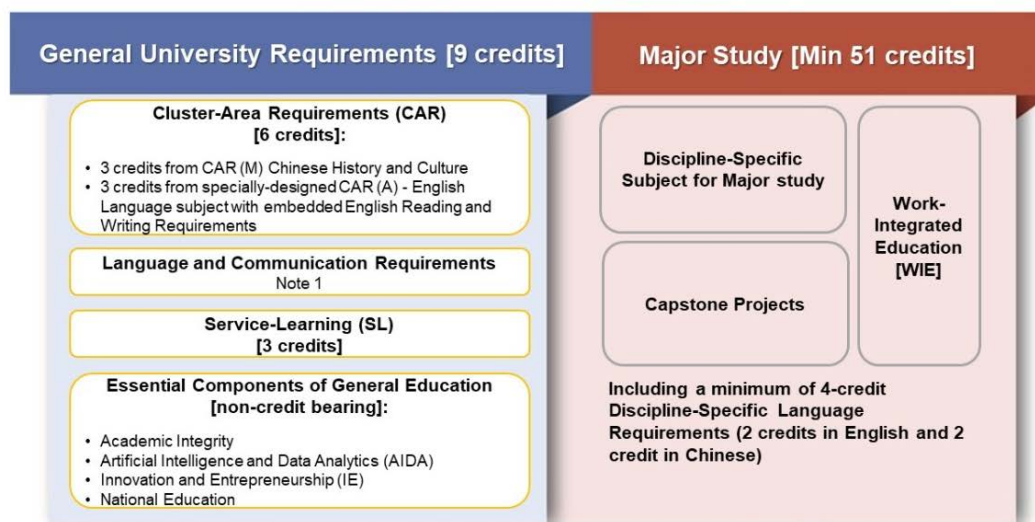 General University Requirements [9 credits]
Cluster-Area Requirements (CAR)
[6 credits]:
• 3 credits from CAR (M) Chinese History and Culture
• 3 credits from specially-designed CAR (A) - English
Language subject with embedded English Reading and
Writing Requirements
Language and Communication Requirements
Note 1
Service-Learning (SL)
[3 credits]
Essential Components of General Education
[non-credit bearing]:
• Academic Integrity
• Artificial Intelligence and Data Analytics (AIDA)
• Innovation and Entrepreneurship (IE)
• National Education
Major Study [Min 51 credits]
Discipline-Specific
Subject for Major study
Capstone Projects
Work-
Integrated
Education
[WIE]
Including a minimum of 4-credit
Discipline-Specific Language
Requirements (2 credits in English and 2
credit in Chinese)